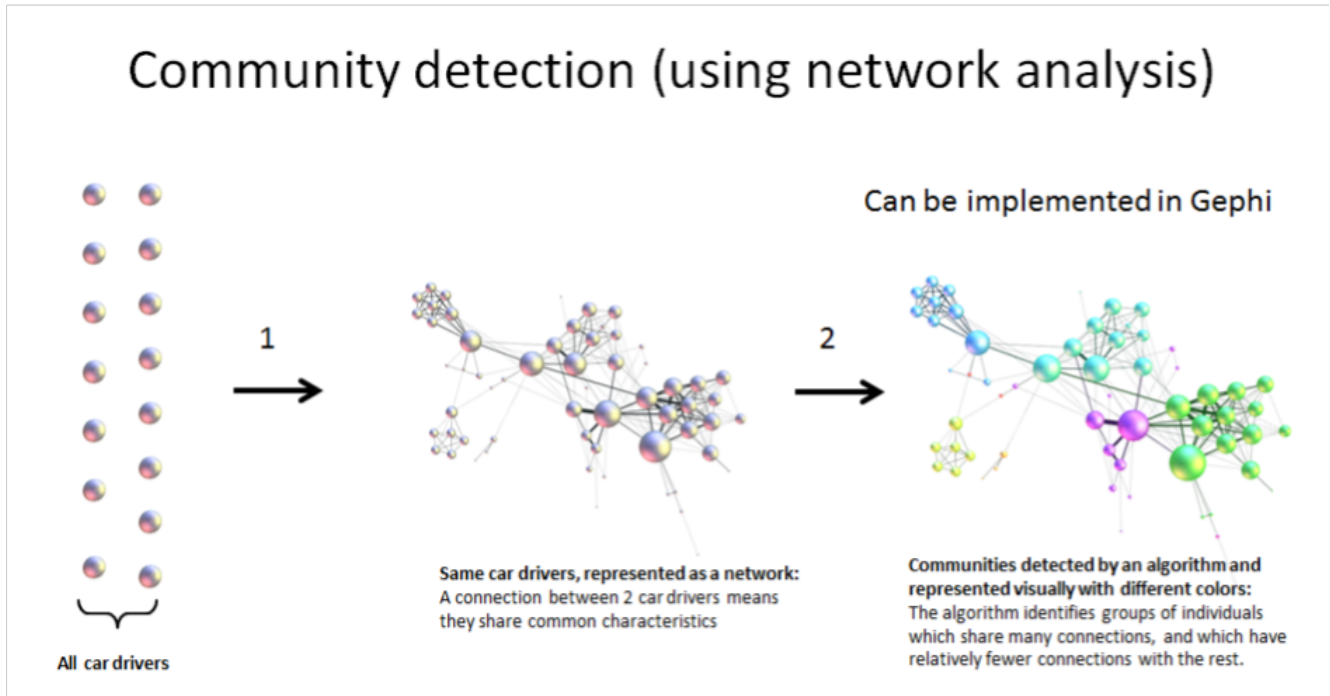 Community detection (using network analysis)
Can be implemented in Gephi
1
2
Same car drivers, represented as a network:
A connection between 2 car drivers means
they share common characteristics
Communities detected by an algorithm and
represented visually with different colors:
The algorithm identifies groups of individuals
which share many connections, and which have
relatively fewer connections with the rest.
All car drivers